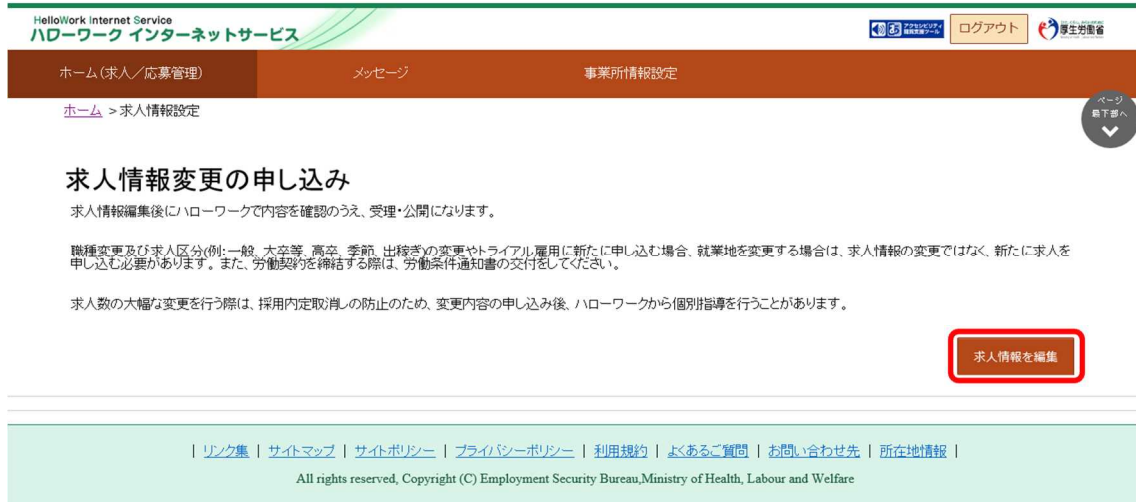 HelloWork Internet Service
ハローワーク インターネットサービス
ログアウト
厚生労働省
ホーム(求人/応募管理)
メッセージ
事業所情報設定
ホーム >求人情報設定
ページ
最下部へ
求人情報変更の申し込み
求人情報編集後にハローワークで内容を確認のうえ、受理・公開になります。
職種変更及び求人区分(例:一般、大卒等、高卒、季節、出稼ぎ)の変更やトライアル雇用に新たに申し込む場合、就業地を変更する場合は、求人情報の変更ではなく、新たに求人を
申し込む必要があります。また、労働契約を締結する際は、労働条件通知書の交付をしてください。
求人数の大幅な変更を行う際は、採用内定取消しの防止のため、変更内容の申し込み後、ハローワークから個別指導を行うことがあります。
求人情報を編集
| リンク集 | サイトマップ | サイトポリシー | プライバシーポリシー | 利用規約 | よくあるご質問 | お問い合わせ先 | 所在地情報 |
All rights reserved, Copyright (C) Employment Security Bureau,Ministry of Health, Labour and Welfare